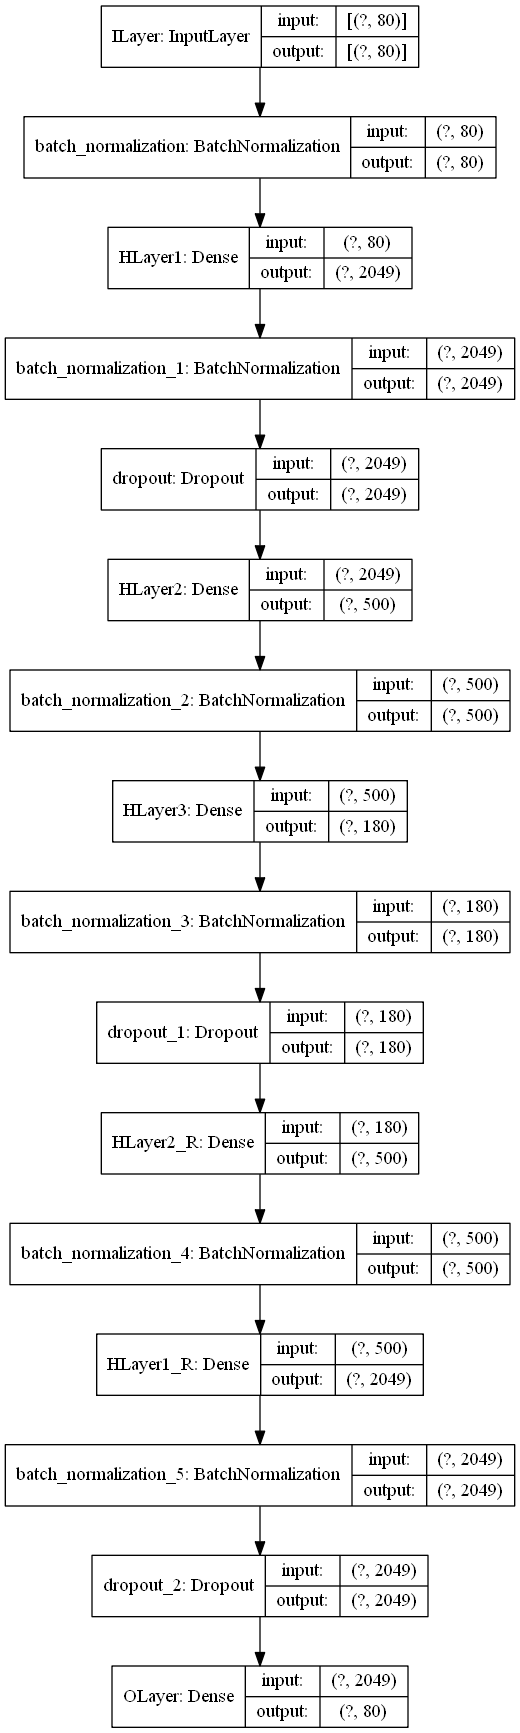 ILayer: InputLayer
input: [(?, 80)]
output: [(?, 80)]
batch_normalization: BatchNormalization
input: (?, 80)
output: (?, 80)
HLayer1: Dense
input: (?, 80)
output: (?, 2049)
batch_normalization_1: BatchNormalization
input: (?, 2049)
output: (?, 2049)
dropout: Dropout
input: (?, 2049)
output: (?, 2049)
HLayer2: Dense
input: (?, 2049)
output: (?, 500)
batch_normalization_2: BatchNormalization
input: (?, 500)
output: (?, 500)
HLayer3: Dense
input: (?, 500)
output: (?, 180)
batch_normalization_3: BatchNormalization
input: (?, 180)
output: (?, 180)
dropout_1: Dropout
input: (?, 180)
output: (?, 180)
HLayer2_R: Dense
input: (?, 180)
output: (?, 500)
batch_normalization_4: BatchNormalization
input: (?, 500)
output: (?, 500)
HLayer1_R: Dense
input: (?, 500)
output: (?, 2049)
batch_normalization_5: BatchNormalization
input: (?, 2049)
output: (?, 2049)
dropout_2: Dropout
input: (?, 2049)
output: (?, 2049)
OLayer: Dense
input: (?, 2049)
output: (?, 80)